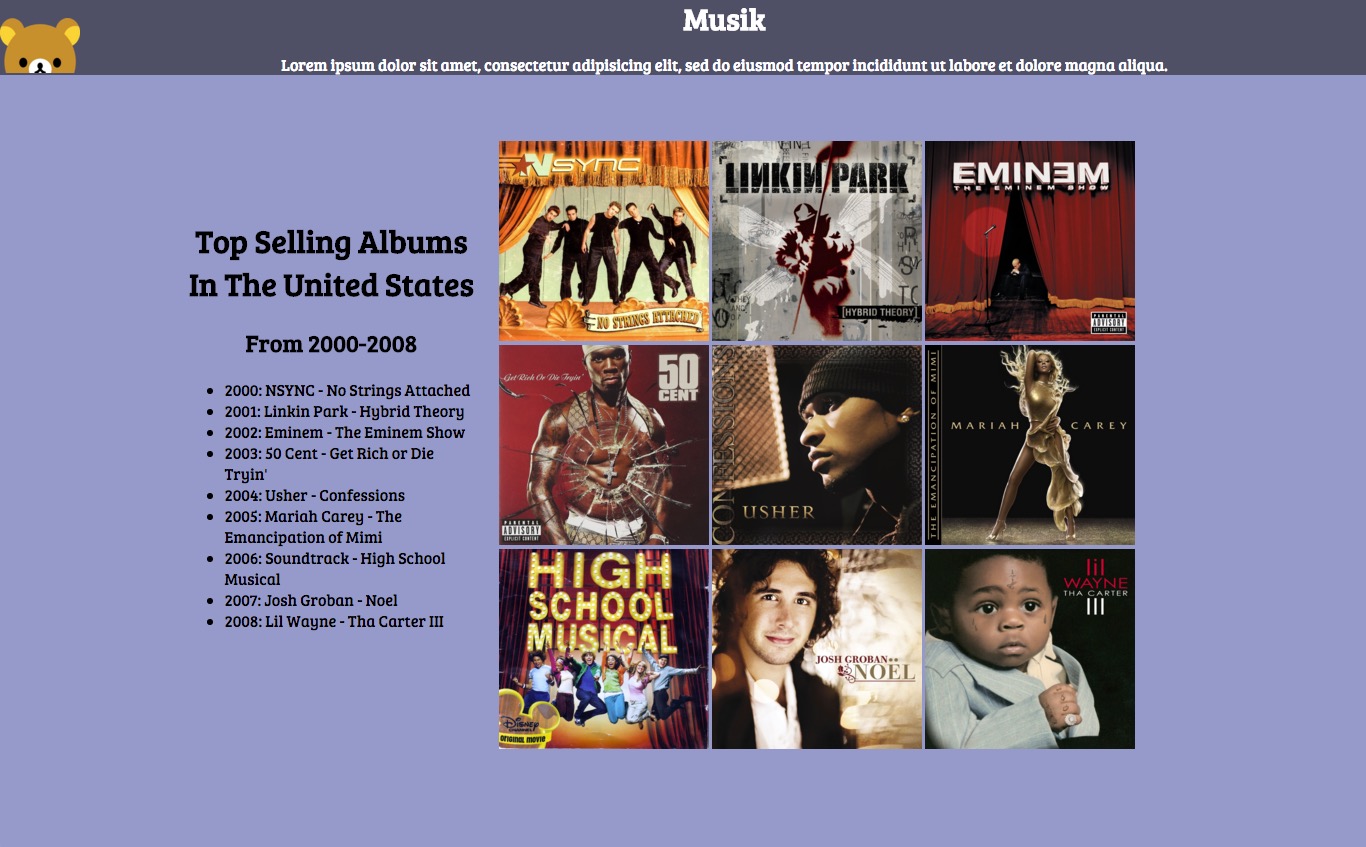 Musik
Lorem ipsum dolor sit amet, consectetur adipisicing elit, sed do eiusmod tempor incididunt ut labore et dolore magna aliqua.
Top Selling Albums
In The United States
From 2000-2008
2000: NSYNC - No Strings Attached
2001: Linkin Park - Hybrid Theory
2002: Eminem - The Eminem Show
2003: 50 Cent - Get Rich or Die
Tryin'
2004: Usher - Confessions
2005: Mariah Carey - The
Emancipation of Mimi
2006: Soundtrack - High School
Musical
2007: Josh Groban - Noel
2008: Lil Wayne - Tha Carter III
NSYNC
NO STRINGS ATTACHED
LINKIN PARK
[HYBRID THEORY]
EMINEM
THE EMINEM SHOW
PARENTAL
ADVISORY
EXPLICIT CONTENT
Get Rich Or Die Tryin'
50
CENT
PARENTAL
ADVISORY
EXPLICIT CONTENT
CONFESSIONS
USHER
THE EMANCIPATION OF MIMI
MARIAH CAREY
HIGH
SCHOOL
MUSICAL
Disney
CHANNEL
ORIGINAL MOVIE
JOSH GROBAN
NOËL
lil
WAYNE
THA CARTER
III